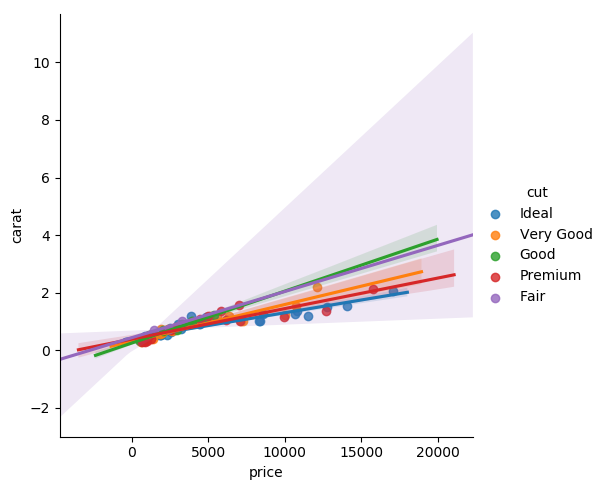 10
8
6
4
2
0
−2
carat
0 5000 10000 15000 20000
price
cut
Ideal
Very Good
Good
Premium
Fair